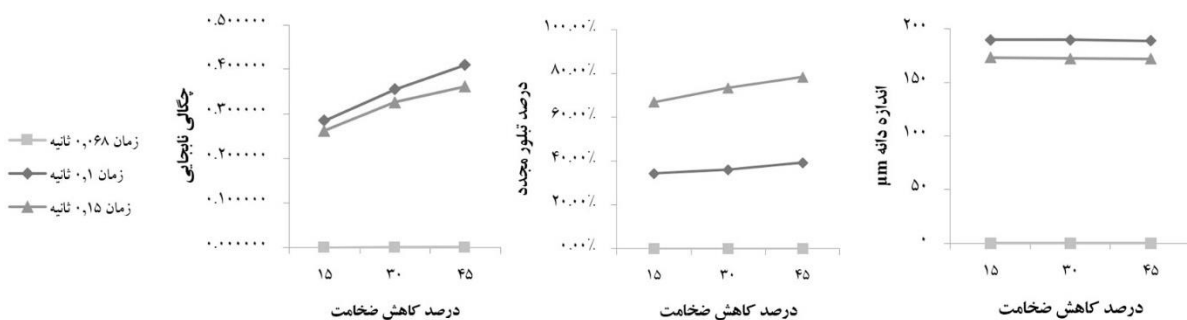 زمان ۰,۰۶۸ ثانیه
زمان ۰,۱ ثانیه
زمان ۰,۱۵ ثانیه
چگالی نابجایی
۰.۵۰۰۰۰۰
۰.۴۰۰۰۰۰
۰.۳۰۰۰۰۰
۰.۲۰۰۰۰۰
۰.۱۰۰۰۰۰
۰.۰۰۰۰۰۰
۱۵ ۳۰ ۴۵
درصد کاهش ضخامت
درصد تبلور مجدد
۱۰۰.۰۰٪
۸۰.۰۰٪
۶۰.۰۰٪
۴۰.۰۰٪
۲۰.۰۰٪
۰.۰۰٪
۱۵ ۳۰ ۴۵
درصد کاهش ضخامت
اندازه دانه µm
۲۰۰
۱۵۰
۱۰۰
۵۰
۰
۱۵ ۳۰ ۴۵
درصد کاهش ضخامت